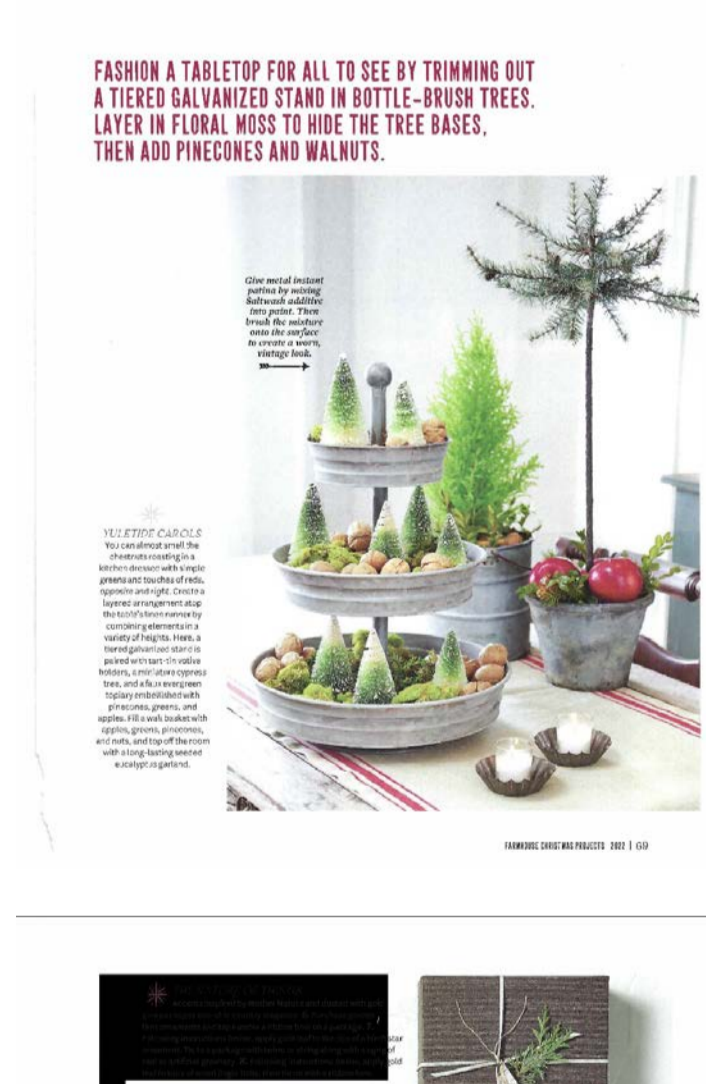 FASHION A TABLETOP FOR ALL TO SEE BY TRIMMING OUT
A TIERED GALVANIZED STAND IN BOTTLE-BRUSH TREES.
LAYER IN FLORAL MOSS TO HIDE THE TREE BASES,
THEN ADD PINECONES AND WALNUTS.
Give metal instant
patina by mixing
Saltwash additive
into paint. Then
brush the mixture
onto the surface
to create a worn,
vintage look.
YULETIDE CAROLS
You can almost smell the
chestnuts roasting in a
kitchen dressed with simple
greens and touches of reds,
opposite and right. Create a
layered arrangement atop
the table's linen runner by
combining elements in a
variety of heights. Here, a
tiered galvanized stand is
paired with tart-tin votive
holders, a miniature cypress
tree, and a faux evergreen
topiary embellished with
pinecones, greens, and
apples. Fill a wall basket with
apples, greens, pinecones,
and nuts, and top off the room
with a long-lasting seeded
eucalyptus garland.
FARMHOUSE CHRISTMAS PROJECTS 2022 | 69